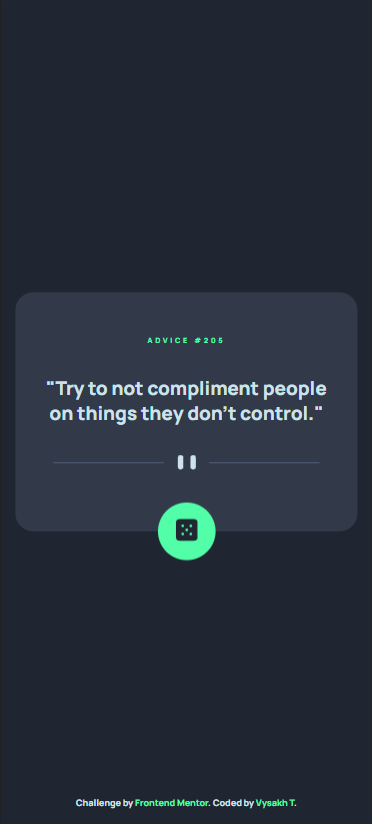 ADVICE #205
"Try to not compliment people
on things they don't control."
Challenge by Frontend Mentor. Coded by Vysakh T.